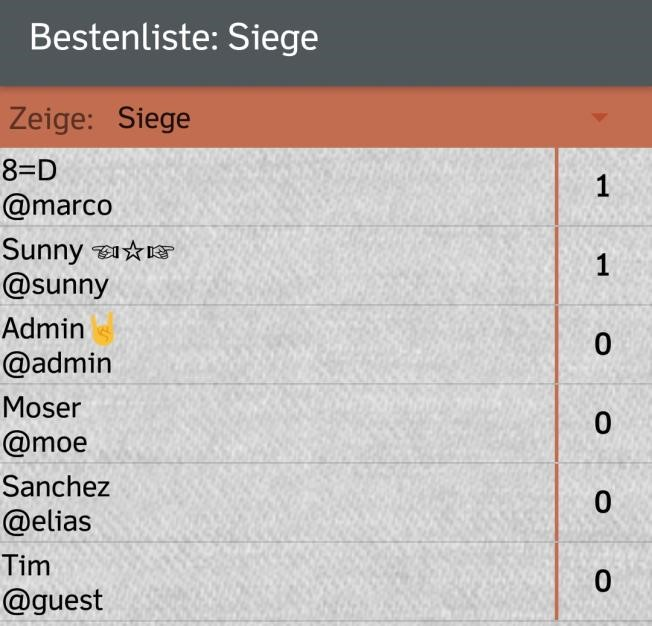 Bestenliste: Siege
Zeige: Siege
8=D
@marco
1
Sunny ☜☆☞
@sunny
1
Admin🤘
@admin
0
Moser
@moe
0
Sanchez
@elias
0
Tim
@guest
0